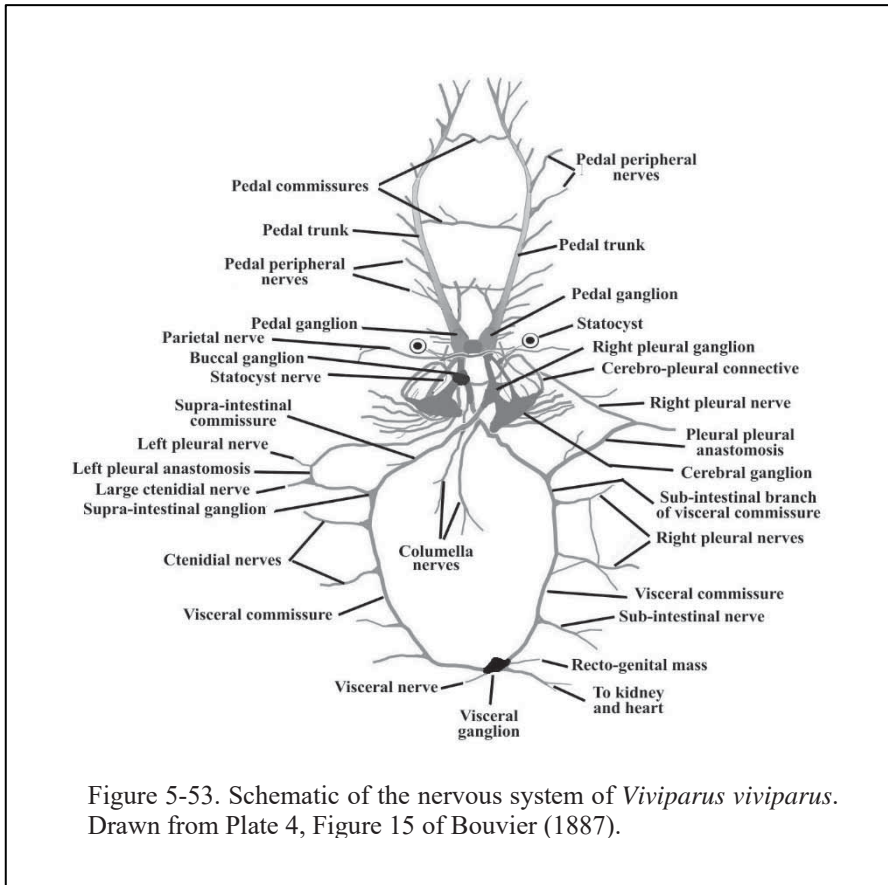 Pedal commissures
Pedal peripheral
nerves
Pedal trunk
Pedal trunk
Pedal peripheral
nerves
Pedal ganglion
Pedal ganglion
Statocyst
Parietal nerve
Right pleural ganglion
Buccal ganglion
Cerebro-pleural connective
Statocyst nerve
Right pleural nerve
Supra-intestinal
commissure
Pleural pleural
anastomosis
Left pleural nerve
Left pleural anastomosis
Cerebral ganglion
Large ctenidial nerve
Sub-intestinal branch
of visceral commissure
Supra-intestinal ganglion
Right pleural nerves
Columella
nerves
Ctenidial nerves
Visceral commissure
Visceral commissure
Sub-intestinal nerve
Recto-genital mass
Visceral nerve
To kidney
and heart
Visceral
ganglion
Figure 5-53. Schematic of the nervous system of Viviparus viviparus.
Drawn from Plate 4, Figure 15 of Bouvier (1887).